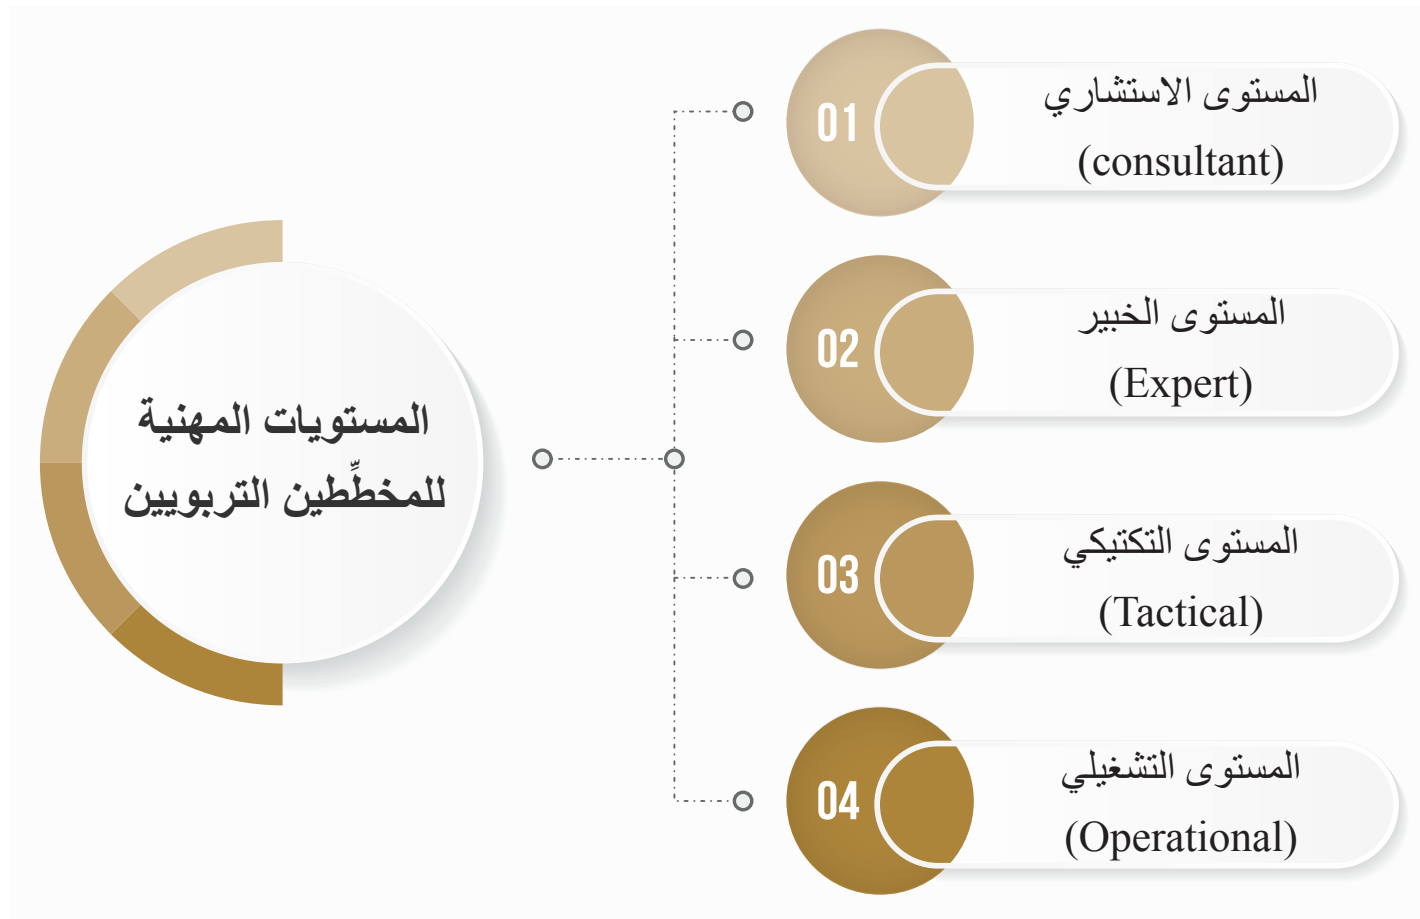 المستويات المهنية
للمخطِّطين التربويين
01
المستوى الاستشاري
(consultant)
02
المستوى الخبير
(Expert)
03
المستوى التكتيكي
(Tactical)
04
المستوى التشغيلي
(Operational)